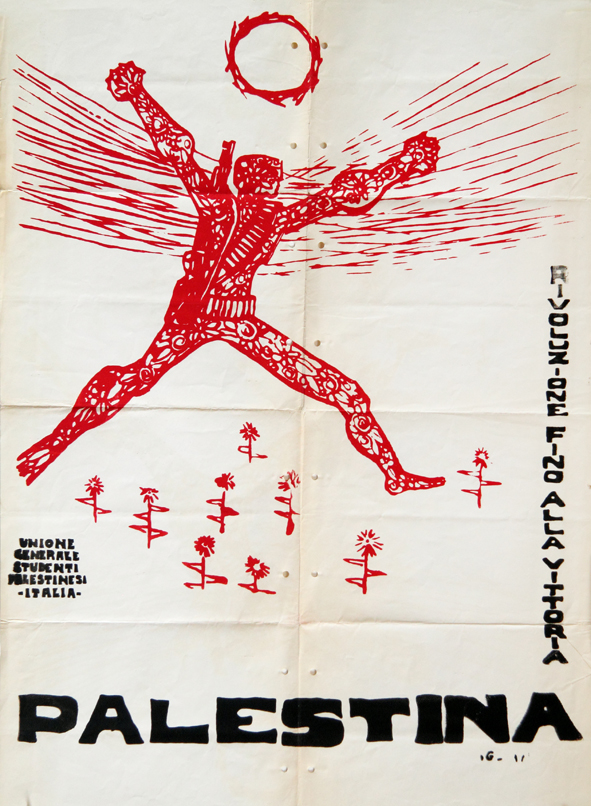 RIVOLUZIONE FINO ALLA VITTORIA
UNIONE
GENERALE
STUDENTI
PALESTINESI
-ITALIA-
PALESTINA